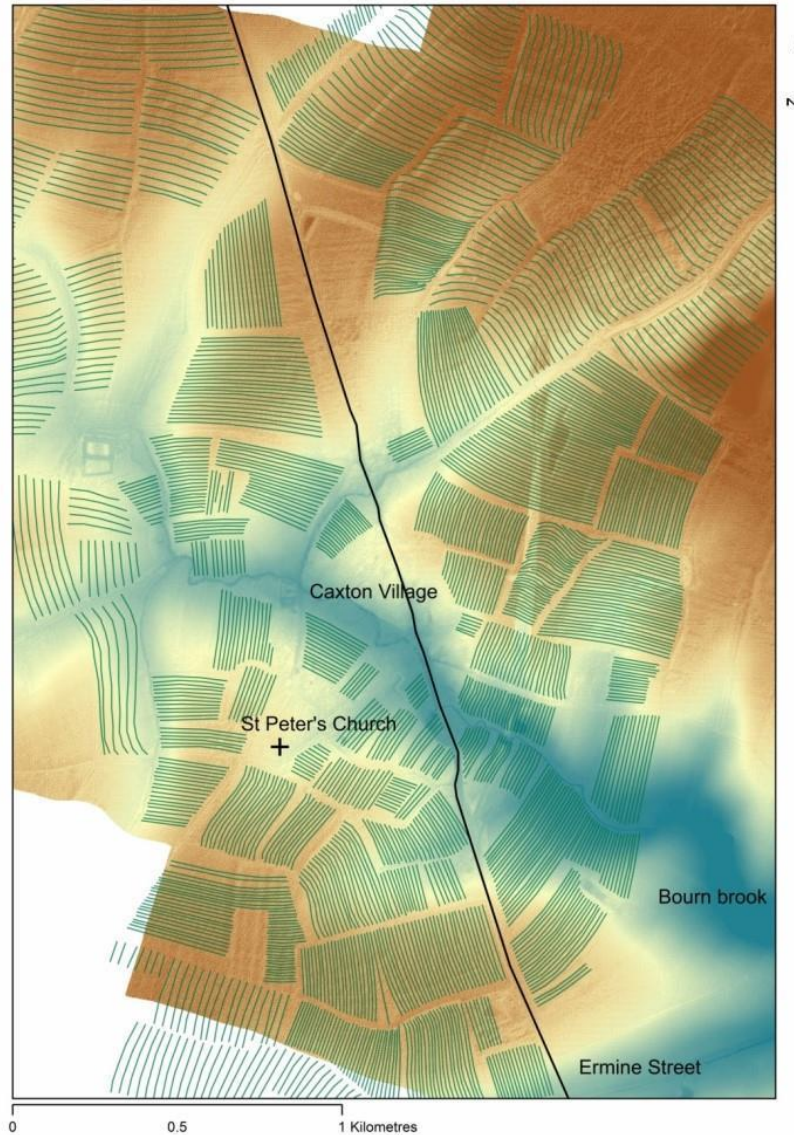 Caxton Village
St Peter's Church
Bourn brook
Ermine Street
0 0.5 1 Kilometres